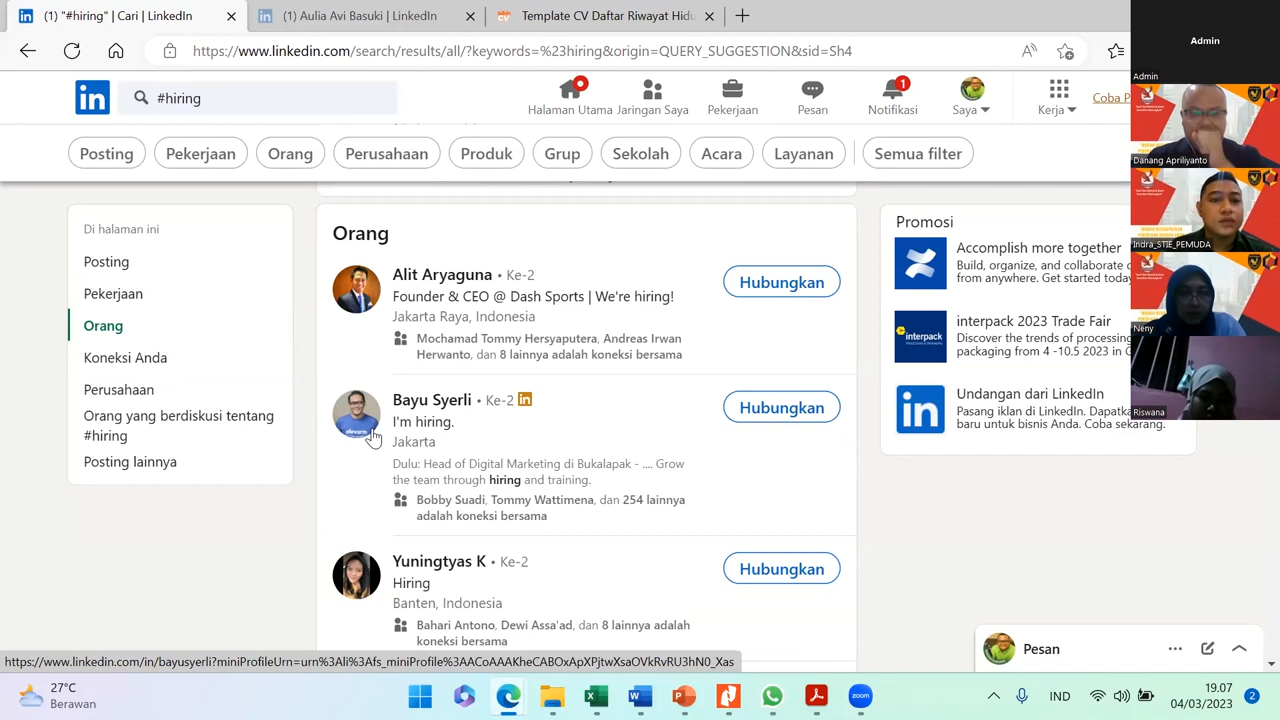 (1) "#hiring" | Cari | LinkedIn
(1) Aulia Avi Basuki | LinkedIn
Template CV Daftar Riwayat Hidu
https://www.linkedin.com/search/results/all/?keywords=%23hiring&origin=QUERY_SUGGESTION&sid=Sh4
#hiring
Halaman Utama
Jaringan Saya
Pekerjaan
Pesan
1
Notifikasi
Saya
Kerja
Coba P
Posting
Pekerjaan
Orang
Perusahaan
Produk
Grup
Sekolah
Acara
Layanan
Semua filter
Di halaman ini
Posting
Pekerjaan
Orang
Koneksi Anda
Perusahaan
Orang yang berdiskusi tentang
#hiring
Posting lainnya
Orang
Alit Aryaguna • Ke-2
Founder & CEO @ Dash Sports | We're hiring!
Jakarta Raya, Indonesia
Mochamad Tommy Hersyaputera, Andreas Irwan
Herwanto, dan 8 lainnya adalah koneksi bersama
Hubungkan
Bayu Syerli • Ke-2
I'm hiring.
Jakarta
Dulu: Head of Digital Marketing di Bukalapak - .... Grow
the team through hiring and training.
Bobby Suadi, Tommy Wattimena, dan 254 lainnya
adalah koneksi bersama
Hubungkan
Yuningtyas K • Ke-2
Hiring
Banten, Indonesia
Bahari Antono, Dewi Assa'ad, dan 8 lainnya adalah
koneksi bersama
Hubungkan
Promosi
Accomplish more together
Build, organize, and collaborate o
from anywhere. Get started today
interpack
interpack 2023 Trade Fair
Discover the trends of processing
packaging from 4 -10.5 2023 in G
Undangan dari LinkedIn
Pasang iklan di LinkedIn. Dapatka
baru untuk bisnis Anda. Coba sekarang.
Admin
Admin
Danang Apriliyanto
Indra_STIE_PEMUDA
Neny
Riswana
Pesan
https://www.linkedin.com/in/bayusyerli?miniProfileUrn=urn%3Ali%3Afs_miniProfile%3AACoAAAKheCABOxApXPjtwXsaOVkRvRU3hN0_Xas
27°C
Berawan
zoom
IND
19.07
04/03/2023
2